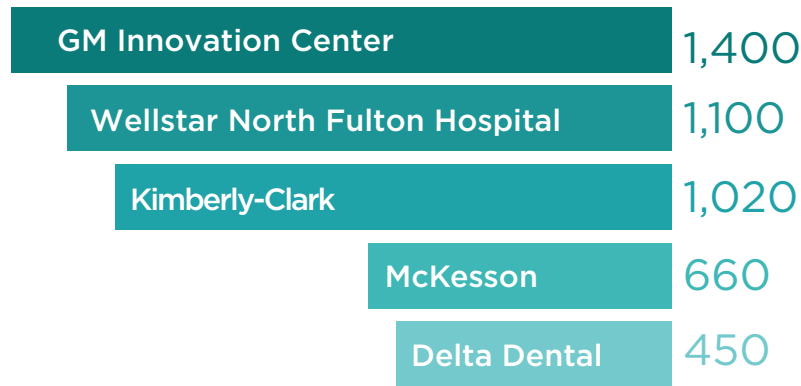 GM Innovation Center 1,400
Wellstar North Fulton Hospital 1,100
Kimberly-Clark 1,020
McKesson 660
Delta Dental 450